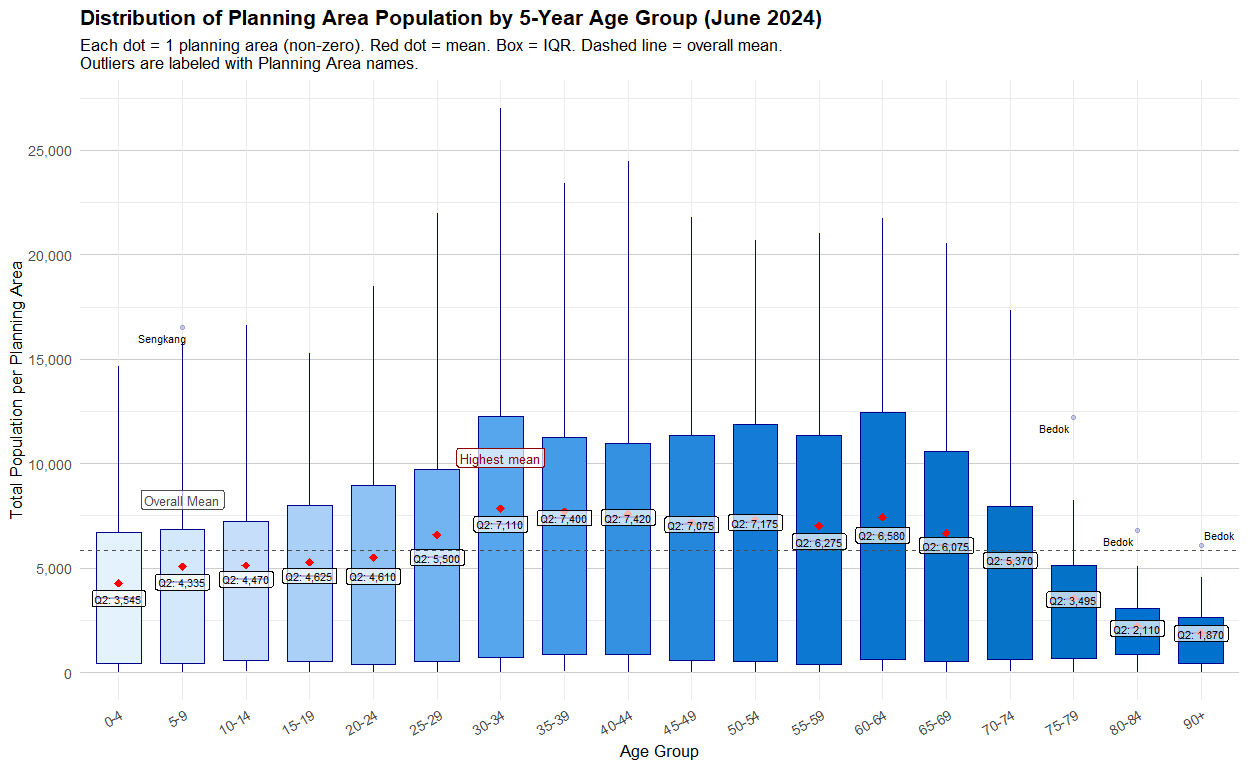 Distribution of Planning Area Population by 5-Year Age Group (June 2024)
Each dot = 1 planning area (non-zero). Red dot = mean. Box = IQR. Dashed line = overall mean.
Outliers are labeled with Planning Area names.
Total Population per Planning Area
25,000
20,000
15,000
10,000
5,000
0
Sengkang
Bedok
Bedok
Bedok
Overall Mean
Highest mean
Q2: 3,545
Q2: 4,335
Q2: 4,470
Q2: 4,625
Q2: 4,610
Q2: 5,500
Q2: 7,110
Q2: 7,400
Q2: 7,420
Q2: 7,075
Q2: 7,175
Q2: 6,275
Q2: 6,580
Q2: 6,075
Q2: 5,370
Q2: 3,495
Q2: 2,110
Q2: 1,870
0-4
5-9
10-14
15-19
20-24
25-29
30-34
35-39
40-44
45-49
50-54
55-59
60-64
65-69
70-74
75-79
80-84
90+
Age Group